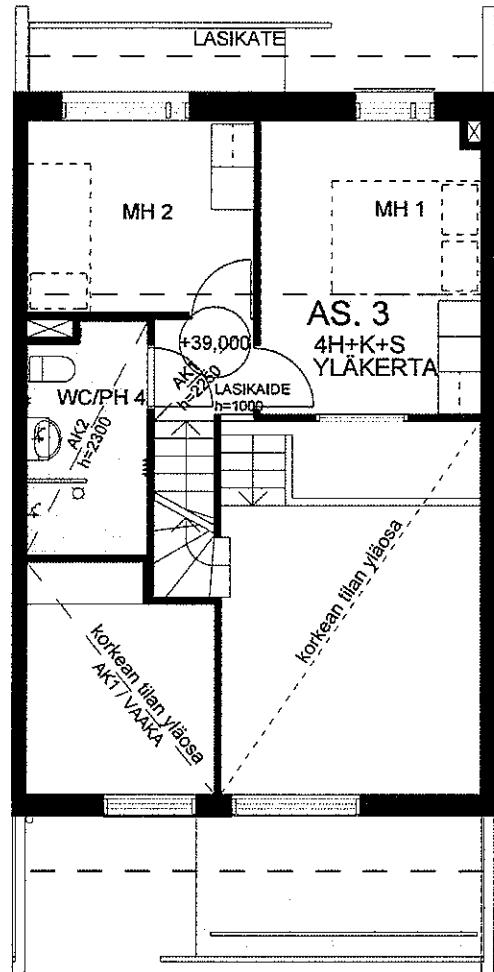 LASIKATE
MH 2
MH 1
AS. 3
4H+K+S
YLÄKERTA
+39,000
AK1
h=2250
LASIKAIDE
h=1000
WC/PH 4
AK2
h=2300
korkean tilan yläosa
AK1 / VAAKA
korkean tilan yläosa